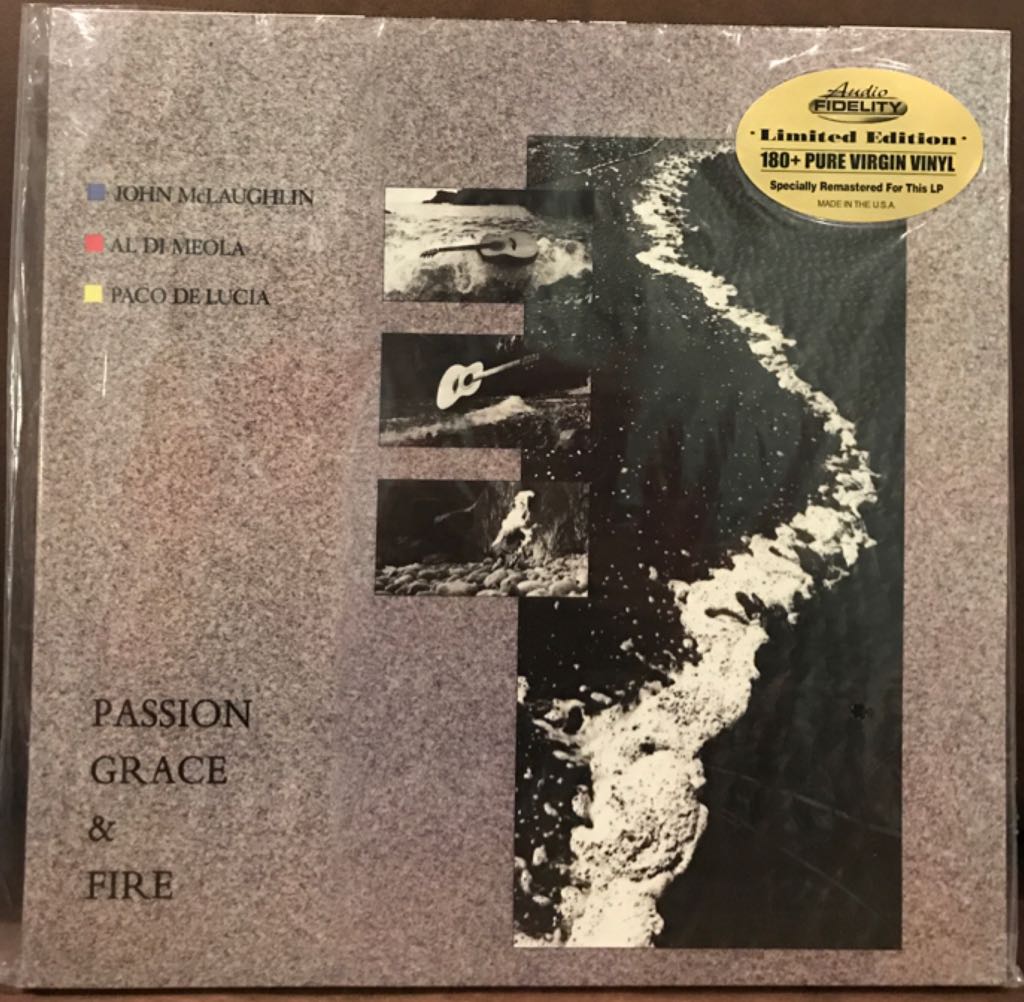 Audio
FIDELITY
· Limited Edition ·
180+ PURE VIRGIN VINYL
Specially Remastered For This LP
MADE IN THE U.S.A.
JOHN McLAUGHLIN
AL DI MEOLA
PACO DE LUCIA
PASSION
GRACE
&
FIRE